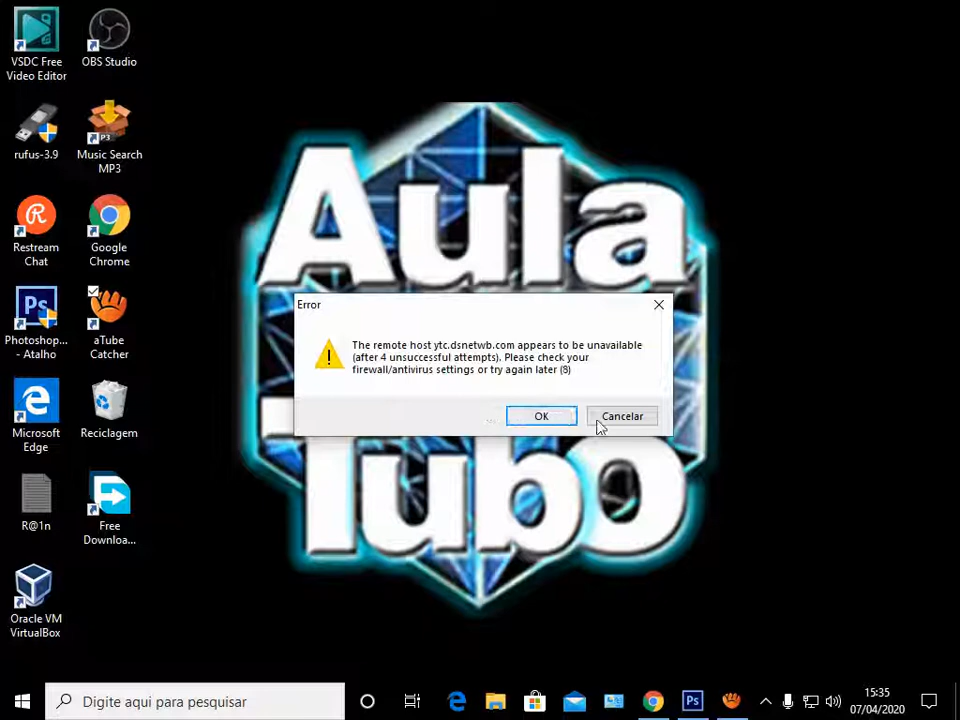 VSDC Free
Video Editor
OBS Studio
rufus-3.9
P3
Music Search
MP3
Restream
Chat
Google
Chrome
Ps
Photoshop...
- Atalho
aTube
Catcher
Microsoft
Edge
Reciclagem
R@1n
Free
Downloa...
Oracle VM
VirtualBox
Aula
Tubo
Error
The remote host ytc.dsnetwb.com appears to be unavailable
(after 4 unsuccessful attempts). Please check your
firewall/antivirus settings or try again later (8)
OK
Cancelar
Digite aqui para pesquisar
Ps
15:35
07/04/2020